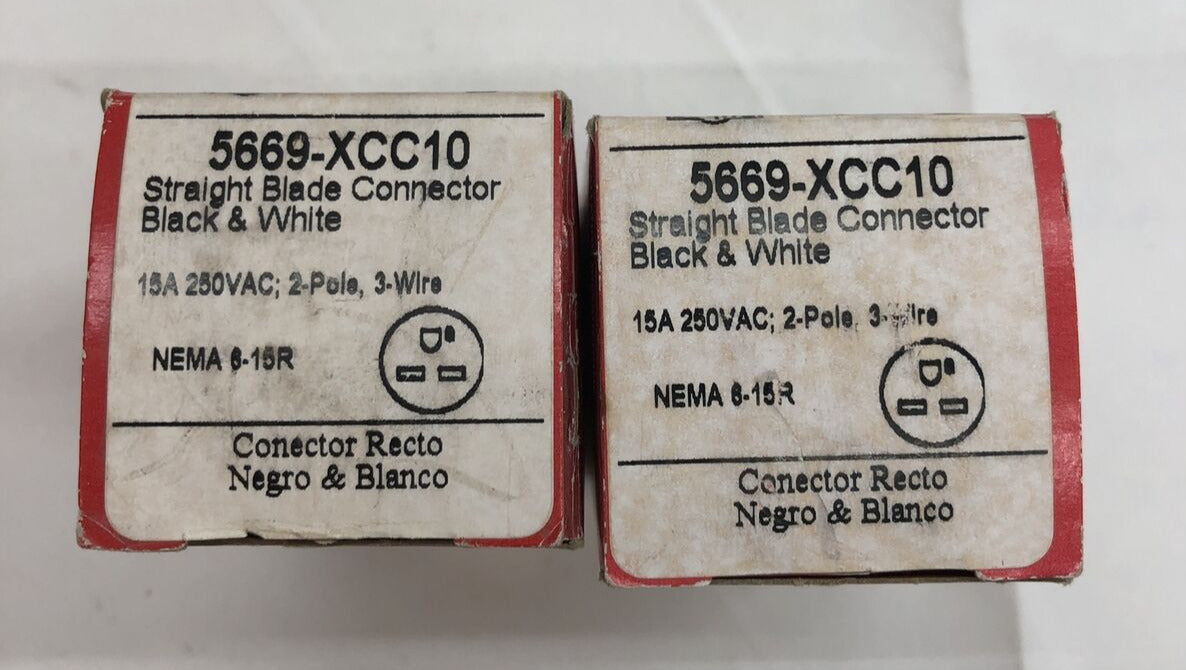 5669-XCC10
Straight Blade Connector
Black & White
15A 250VAC; 2-Pole, 3-Wire
NEMA 6-15R
Conector Recto
Negro & Blanco
5669-XCC10
Straight Blade Connector
Black & White
15A 250VAC; 2-Pole, 3-Wire
NEMA 6-15R
Conector Recto
Negro & Blanco